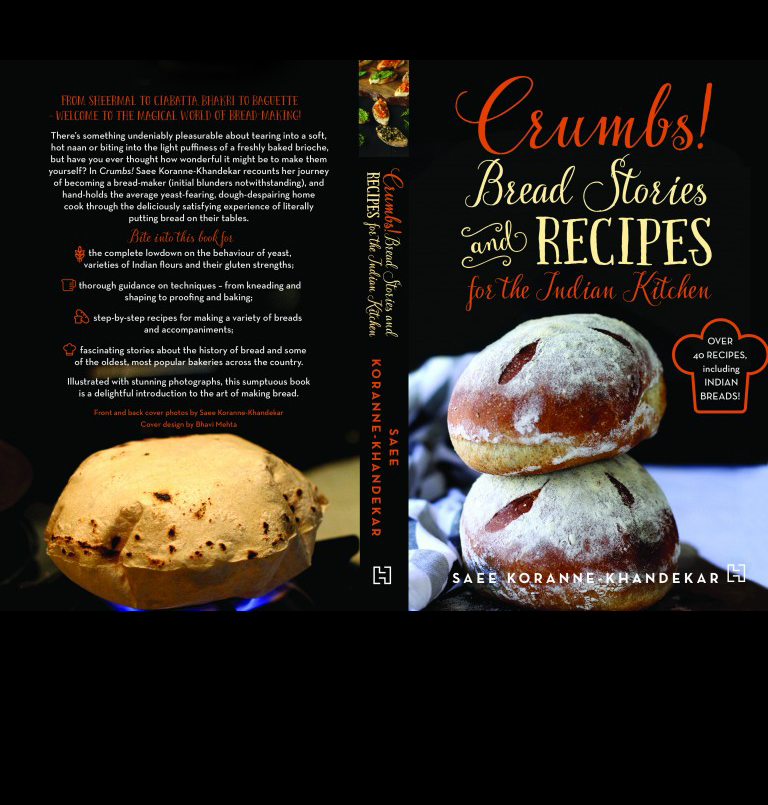 FROM SHEERMAL TO CIABATTA, BHAKRI TO BAGUETTE
- WELCOME TO THE MAGICAL WORLD OF BREAD-MAKING!
There's something undeniably pleasurable about tearing into a soft,
hot naan or biting into the light puffiness of a freshly baked brioche,
but have you ever thought how wonderful it might be to make them
yourself? In Crumbs! Saee Koranne-Khandekar recounts her journey
of becoming a bread-maker (initial blunders notwithstanding), and
hand-holds the average yeast-fearing, dough-despairing home
cook through the deliciously satisfying experience of literally
putting bread on their tables.
Bite into this book for
the complete lowdown on the behaviour of yeast,
varieties of Indian flours and their gluten strengths;
thorough guidance on techniques – from kneading and
shaping to proofing and baking;
step-by-step recipes for making a variety of breads
and accompaniments;
fascinating stories about the history of bread and some
of the oldest, most popular bakeries across the country.
Illustrated with stunning photographs, this sumptuous book
is a delightful introduction to the art of making bread.
Front and back cover photos by Saee Koranne-Khandekar
Cover design by Bhavi Mehta
Crumbs! Bread Stories and
RECIPES for the Indian Kitchen
SAEE
KORANNE-KHANDEKAR
H
Crumbs!
Bread Stories
and RECIPES
for the Indian Kitchen
OVER
40 RECIPES,
including
INDIAN
BREADS!
SAEE KORANNE-KHANDEKAR H